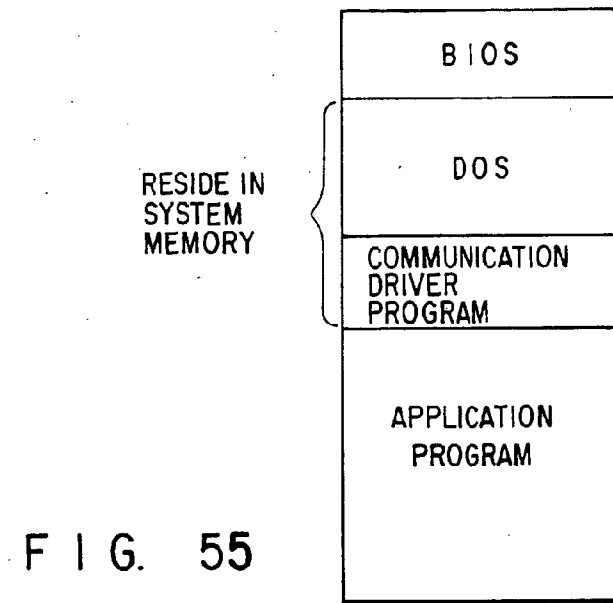 BIOS
DOS
RESIDE IN
SYSTEM
MEMORY
COMMUNICATION
DRIVER
PROGRAM
APPLICATION
PROGRAM
FIG. 55